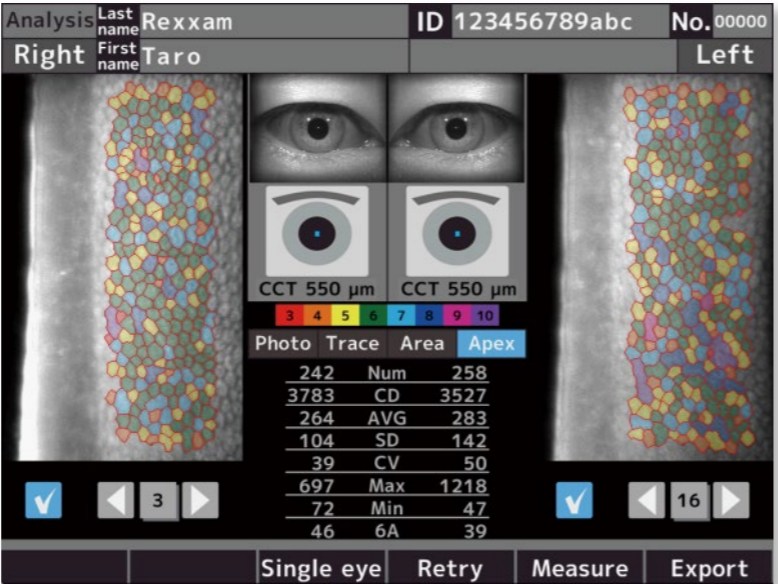 Analysis Last name Rexxam ID 123456789abc No. 00000
Right First name Taro Left
CCT 550 μm CCT 550 μm
3 4 5 6 7 8 9 10
Photo Trace Area Apex
242 Num 258
3783 CD 3527
264 AVG 283
104 SD 142
39 CV 50
697 Max 1218
72 Min 47
46 6A 39
3 16
Single eye Retry Measure Export